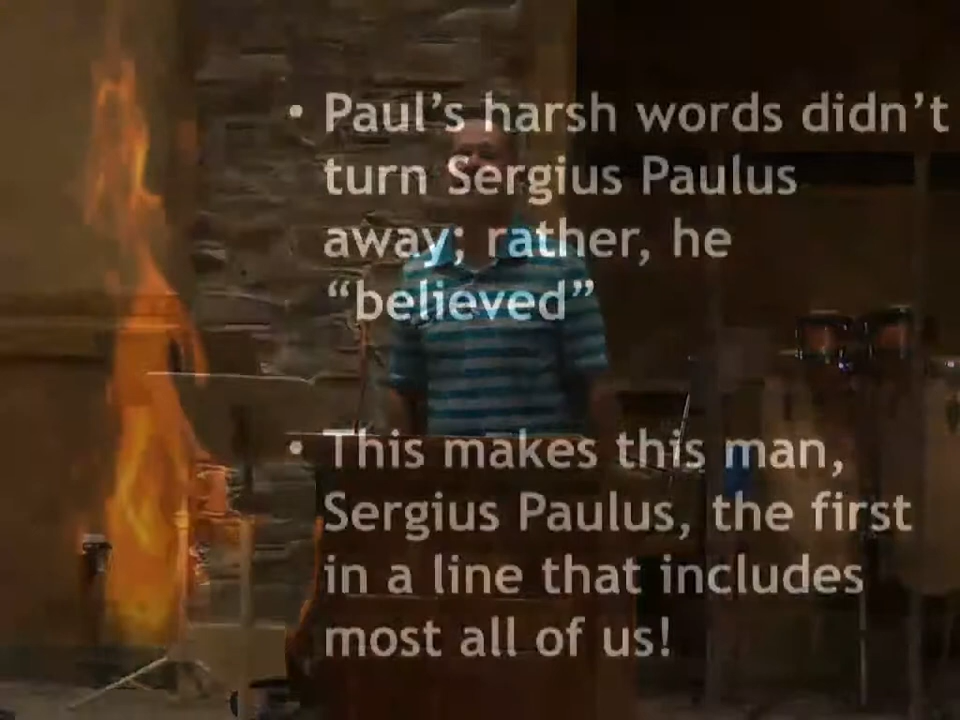 • Paul’s harsh words didn’t
turn Sergius Paulus
away; rather, he
“believed”
• This makes this man,
Sergius Paulus, the first
in a line that includes
most all of us!